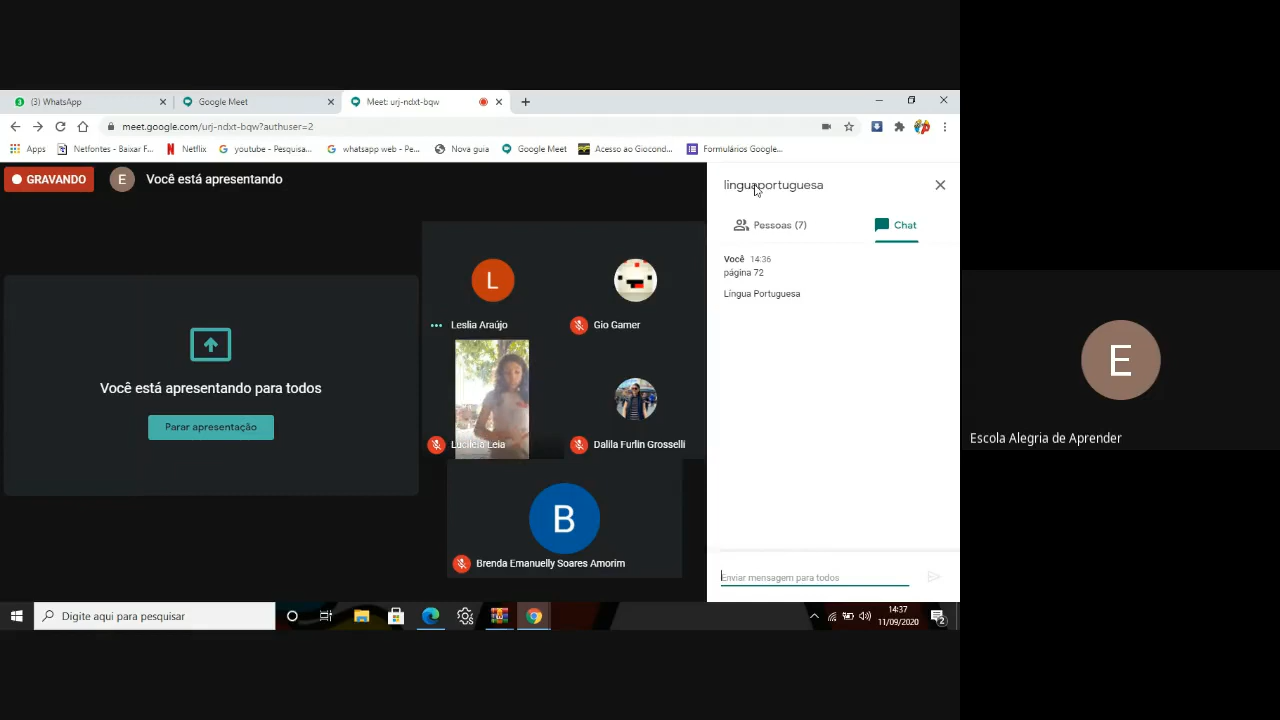 3
(3) WhatsApp
Google Meet
Meet: urj-ndxt-bqw
meet.google.com/urj-ndxt-bqw?authuser=2
Apps
Netfontes - Baixar F...
Netflix
youtube - Pesquisa...
whatsapp web - Pe...
Nova guia
Google Meet
Acesso ao Giocond...
Formulários Google...
GRAVANDO
E
Você está apresentando
linguaportuguesa
Pessoas (7)
Chat
Você 14:36
página 72
Língua Portuguesa
L
Leslia Araújo
Gio Gamer
Você está apresentando para todos
Parar apresentação
Lucileia Leia
Dalila Furlin Grosselli
B
Brenda Emanuelly Soares Amorim
E
Escola Alegria de Aprender
Enviar mensagem para todos
Digite aqui para pesquisar
14:37
11/09/2020
2